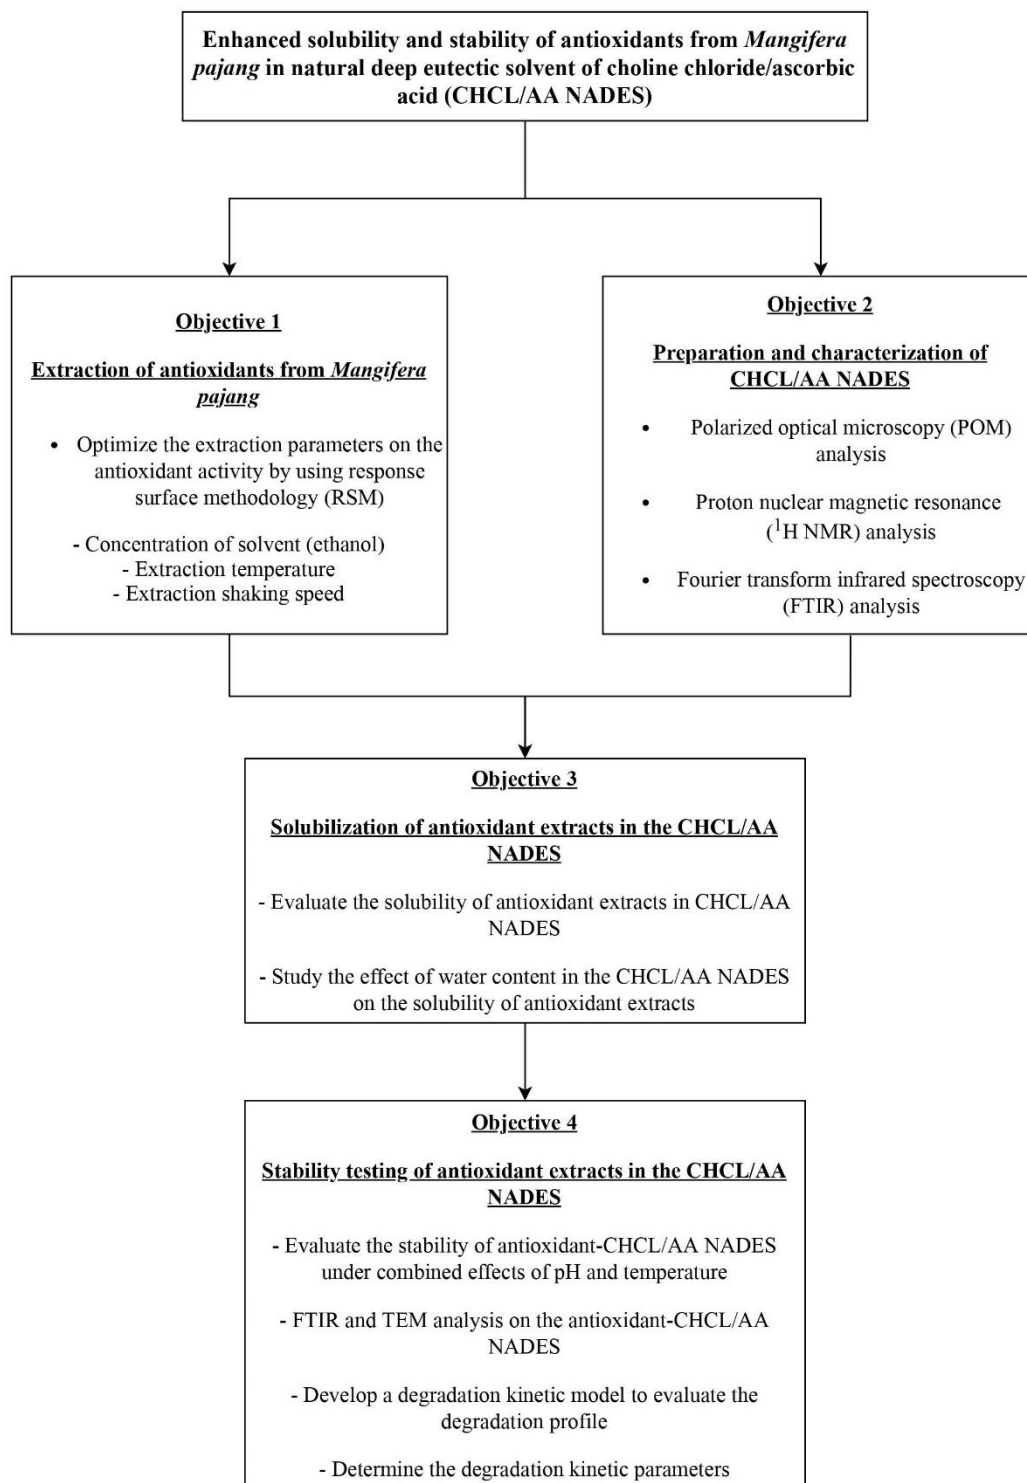 Enhanced solubility and stability of antioxidants from Mangifera
pajang in natural deep eutectic solvent of choline chloride/ascorbic
acid (CHCL/AA NADES)
Objective 1
Extraction of antioxidants from Mangifera
pajang
• Optimize the extraction parameters on the
antioxidant activity by using response
surface methodology (RSM)
- Concentration of solvent (ethanol)
- Extraction temperature
- Extraction shaking speed
Objective 2
Preparation and characterization of
CHCL/AA NADES
• Polarized optical microscopy (POM)
analysis
• Proton nuclear magnetic resonance
(¹H NMR) analysis
• Fourier transform infrared spectroscopy
(FTIR) analysis
Objective 3
Solubilization of antioxidant extracts in the CHCL/AA
NADES
- Evaluate the solubility of antioxidant extracts in CHCL/AA
NADES
- Study the effect of water content in the CHCL/AA NADES
on the solubility of antioxidant extracts
Objective 4
Stability testing of antioxidant extracts in the CHCL/AA
NADES
- Evaluate the stability of antioxidant-CHCL/AA NADES
under combined effects of pH and temperature
- FTIR and TEM analysis on the antioxidant-CHCL/AA
NADES
- Develop a degradation kinetic model to evaluate the
degradation profile
- Determine the degradation kinetic parameters